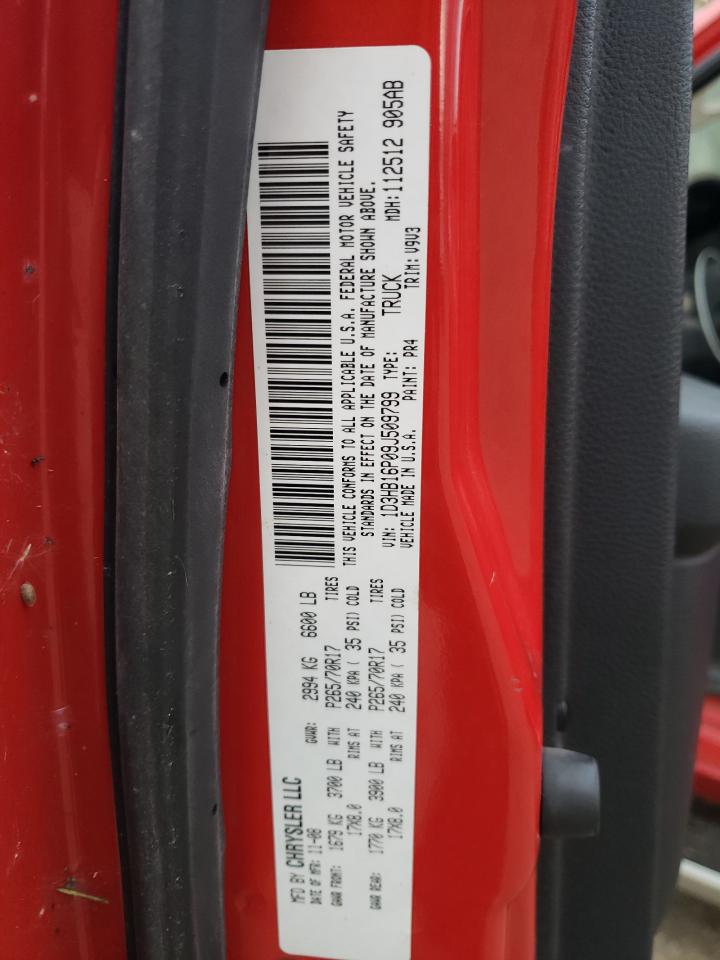 MFD BY CHRYSLER LLC
DATE OF MFR: 11-08 GVWR: 2994 KG 6600 LB
GAWR FRONT: 1679 KG 3700 LB WITH P265/70R17 TIRES
17X8.0 RIMS AT 240 KPA ( 35 PSI) COLD
GAWR REAR: 1770 KG 3900 LB WITH P265/70R17 TIRES
17X8.0 RIMS AT 240 KPA ( 35 PSI) COLD
THIS VEHICLE CONFORMS TO ALL APPLICABLE U.S.A. FEDERAL MOTOR VEHICLE SAFETY
STANDARDS IN EFFECT ON THE DATE OF MANUFACTURE SHOWN ABOVE.
VIN: 1D3HB16P09J509799 TYPE: TRUCK MDH: 112512 905AB
VEHICLE MADE IN U.S.A. PAINT: PR4 TRIM: V9V3